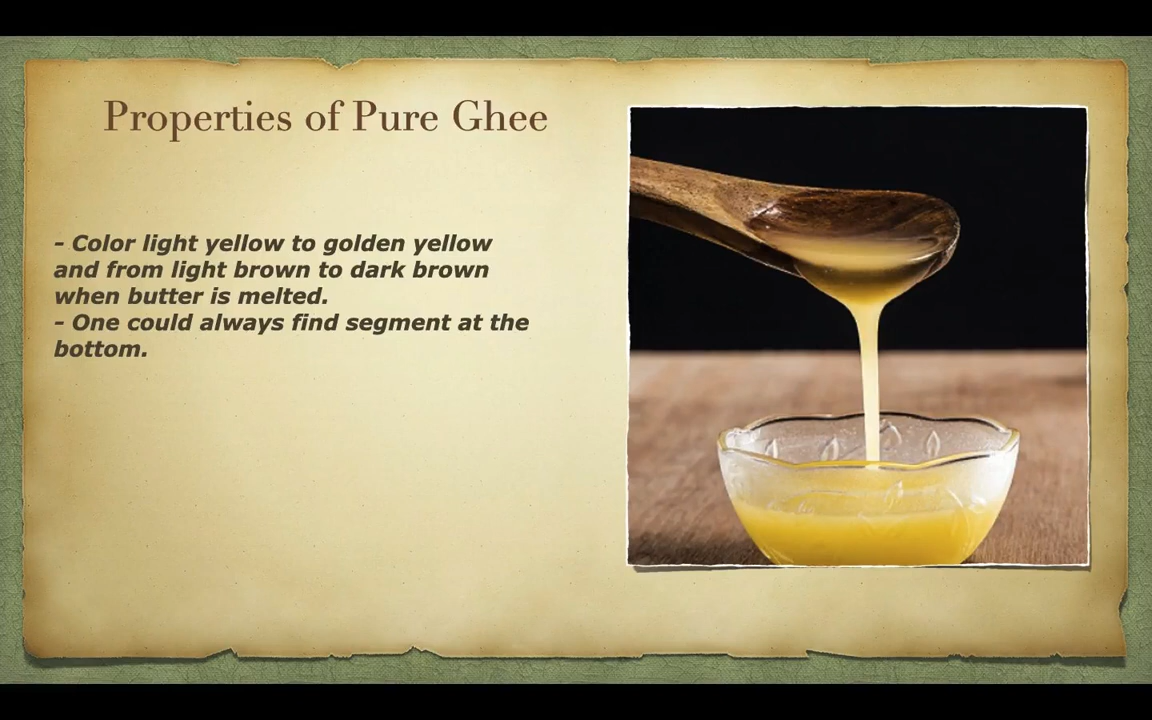 Properties of Pure Ghee
- Color light yellow to golden yellow
and from light brown to dark brown
when butter is melted.
- One could always find segment at the
bottom.